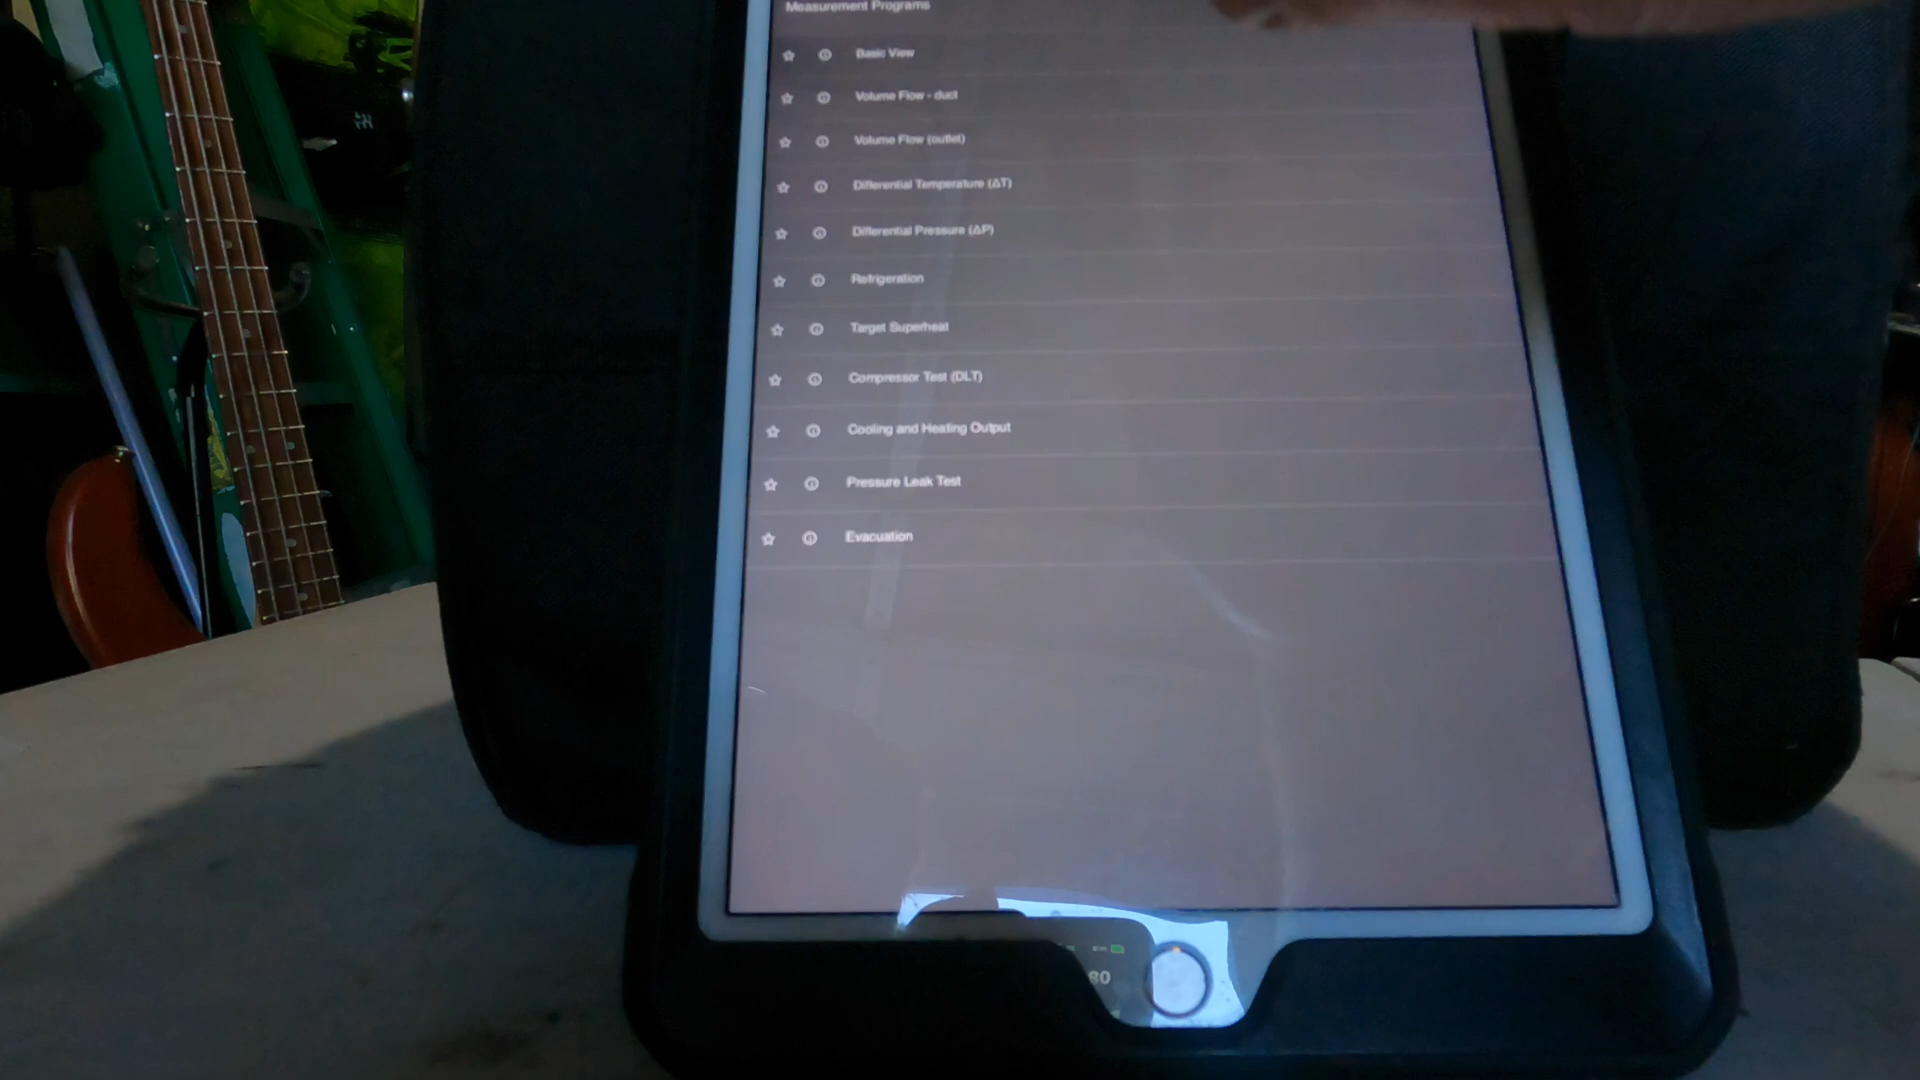 Measurement Programs
Basic View
Volume Flow - duct
Volume Flow (outlet)
Differential Temperature (ΔT)
Differential Pressure (ΔP)
Refrigeration
Target Superheat
Compressor Test (DLT)
Cooling and Heating Output
Pressure Leak Test
Evacuation
80